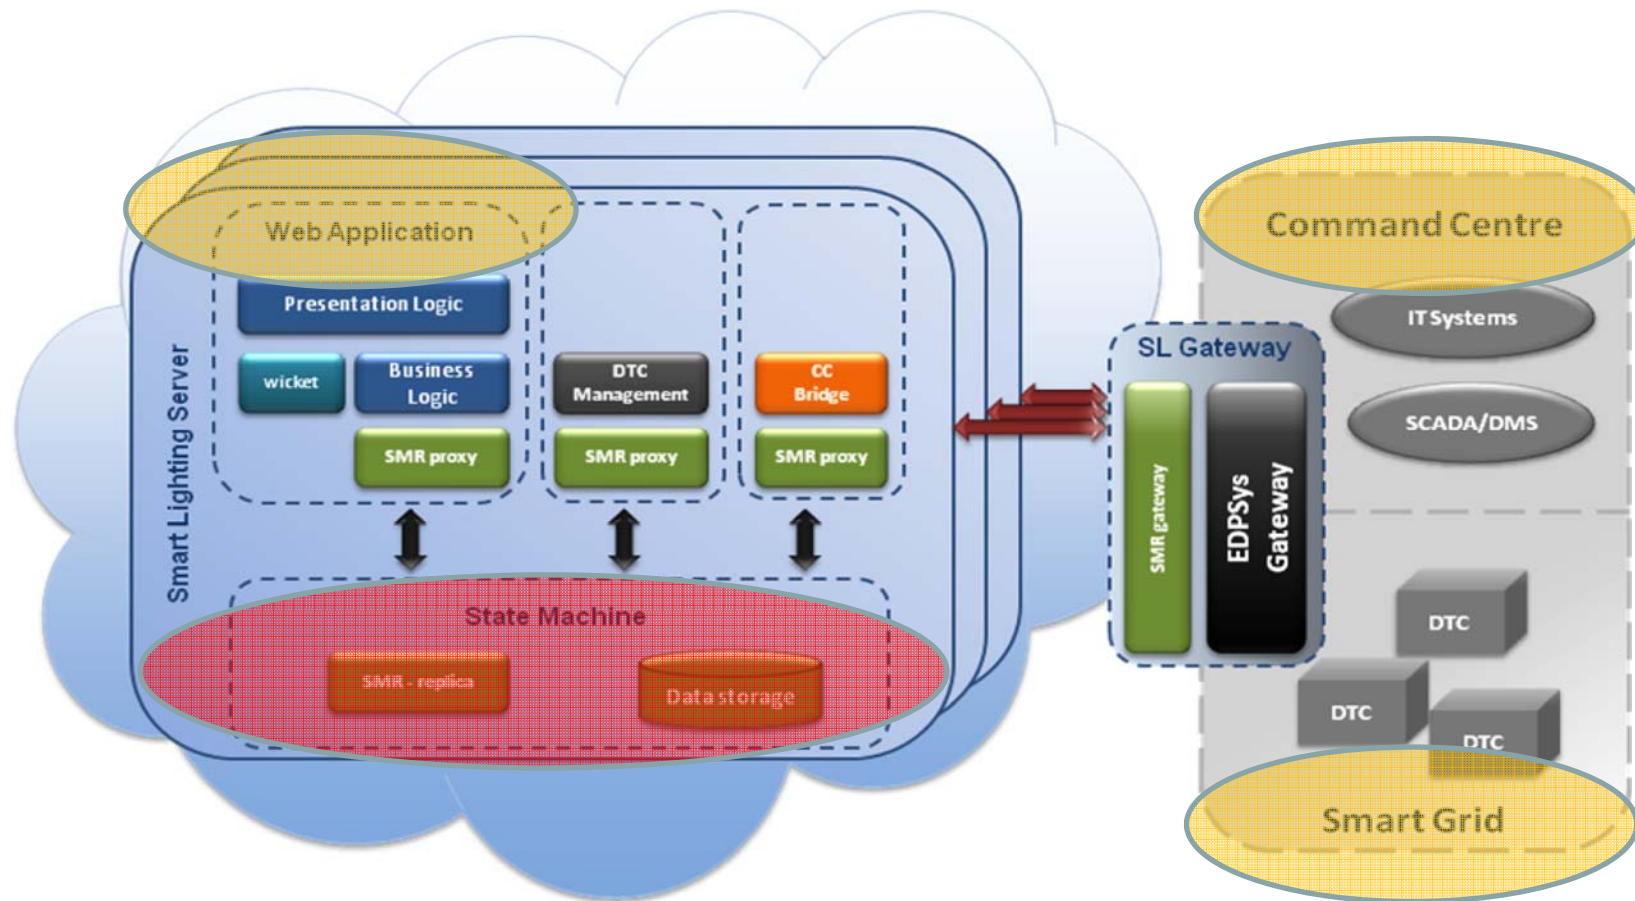 Web Application
Presentation Logic
wicket
Business
Logic
SMR proxy
DTC
Management
SMR proxy
CC
Bridge
SMR proxy
Smart Lighting Server
State Machine
SMR - replica
Data storage
SL Gateway
SMR gateway
EDPSys
Gateway
Command Centre
IT Systems
SCADA/DMS
DTC
DTC
DTC
Smart Grid